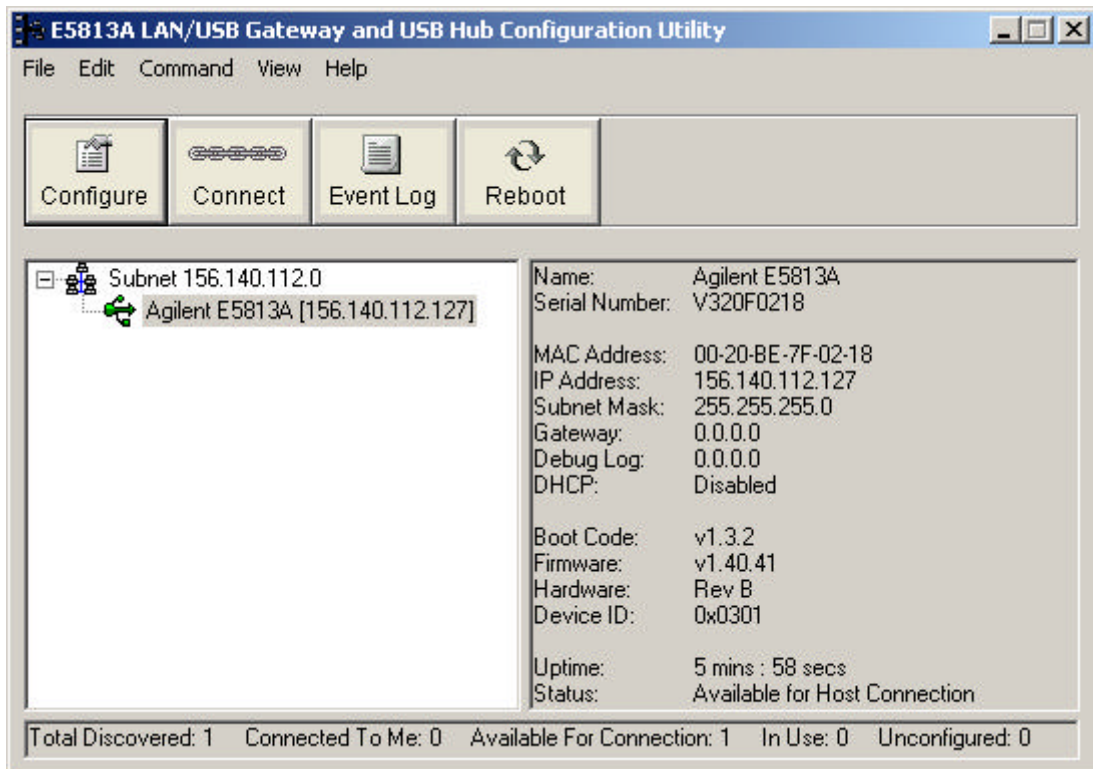 E5813A LAN/USB Gateway and USB Hub Configuration Utility
File Edit Command View Help
Configure Connect Event Log Reboot
Subnet 156.140.112.0
Agilent E5813A [156.140.112.127]
Name: Agilent E5813A
Serial Number: V320F0218
MAC Address: 00-20-BE-7F-02-18
IP Address: 156.140.112.127
Subnet Mask: 255.255.255.0
Gateway: 0.0.0.0
Debug Log: 0.0.0.0
DHCP: Disabled
Boot Code: v1.3.2
Firmware: v1.40.41
Hardware: Rev B
Device ID: 0x0301
Uptime: 5 mins : 58 secs
Status: Available for Host Connection
Total Discovered: 1 Connected To Me: 0 Available For Connection: 1 In Use: 0 Unconfigured: 0